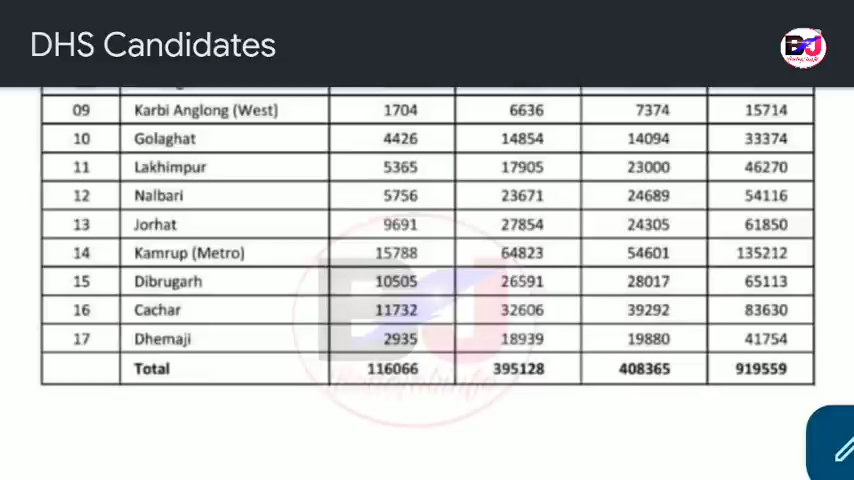 DHS Candidates
BJ
09 Karbi Anglong (West) 1704 6636 7374 15714
10 Golaghat 4426 14854 14094 33374
11 Lakhimpur 5365 17905 23000 46270
12 Nalbari 5756 23671 24689 54116
13 Jorhat 9691 27854 24305 61850
14 Kamrup (Metro) 15788 64823 54601 135212
15 Dibrugarh 10505 26591 28017 65113
16 Cachar 11732 32606 39292 83630
17 Dhemaji 2935 18939 19880 41754
Total 116066 395128 408365 919559
BJ